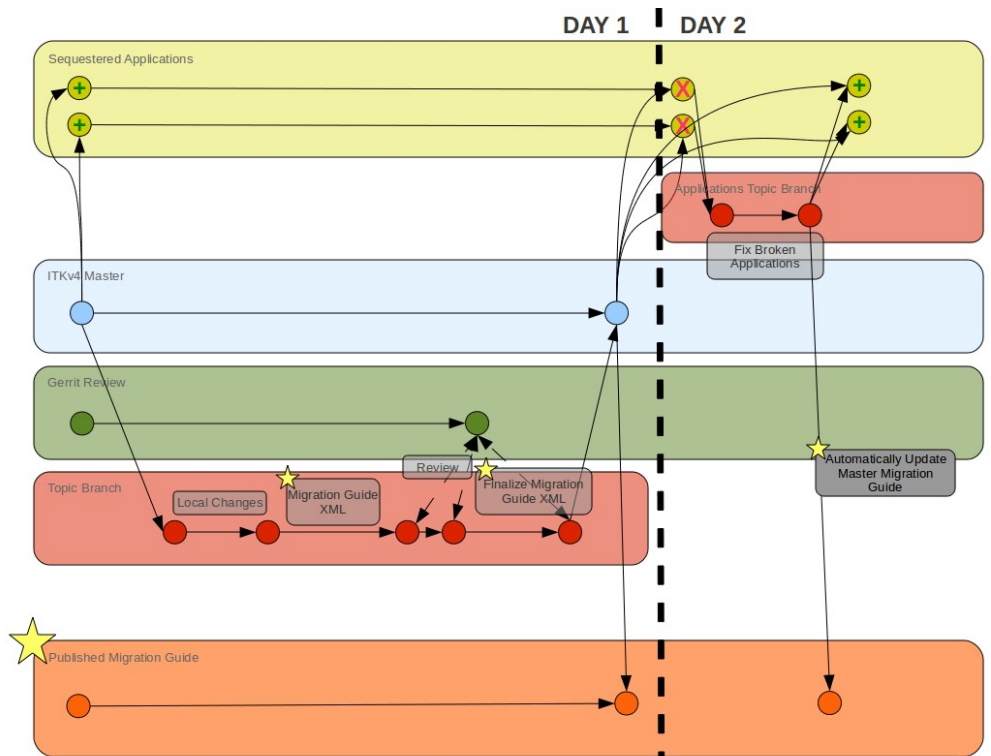 DAY 1
DAY 2
Sequestered Applications
+
X
+
+
X
+
Applications Topic Branch
Fix Broken
Applications
ITKv4 Master
Gerrit Review
Review
Automatically Update
Master Migration
Guide
Topic Branch
Local Changes
Migration Guide
XML
Finalize Migration
Guide XML
Published Migration Guide